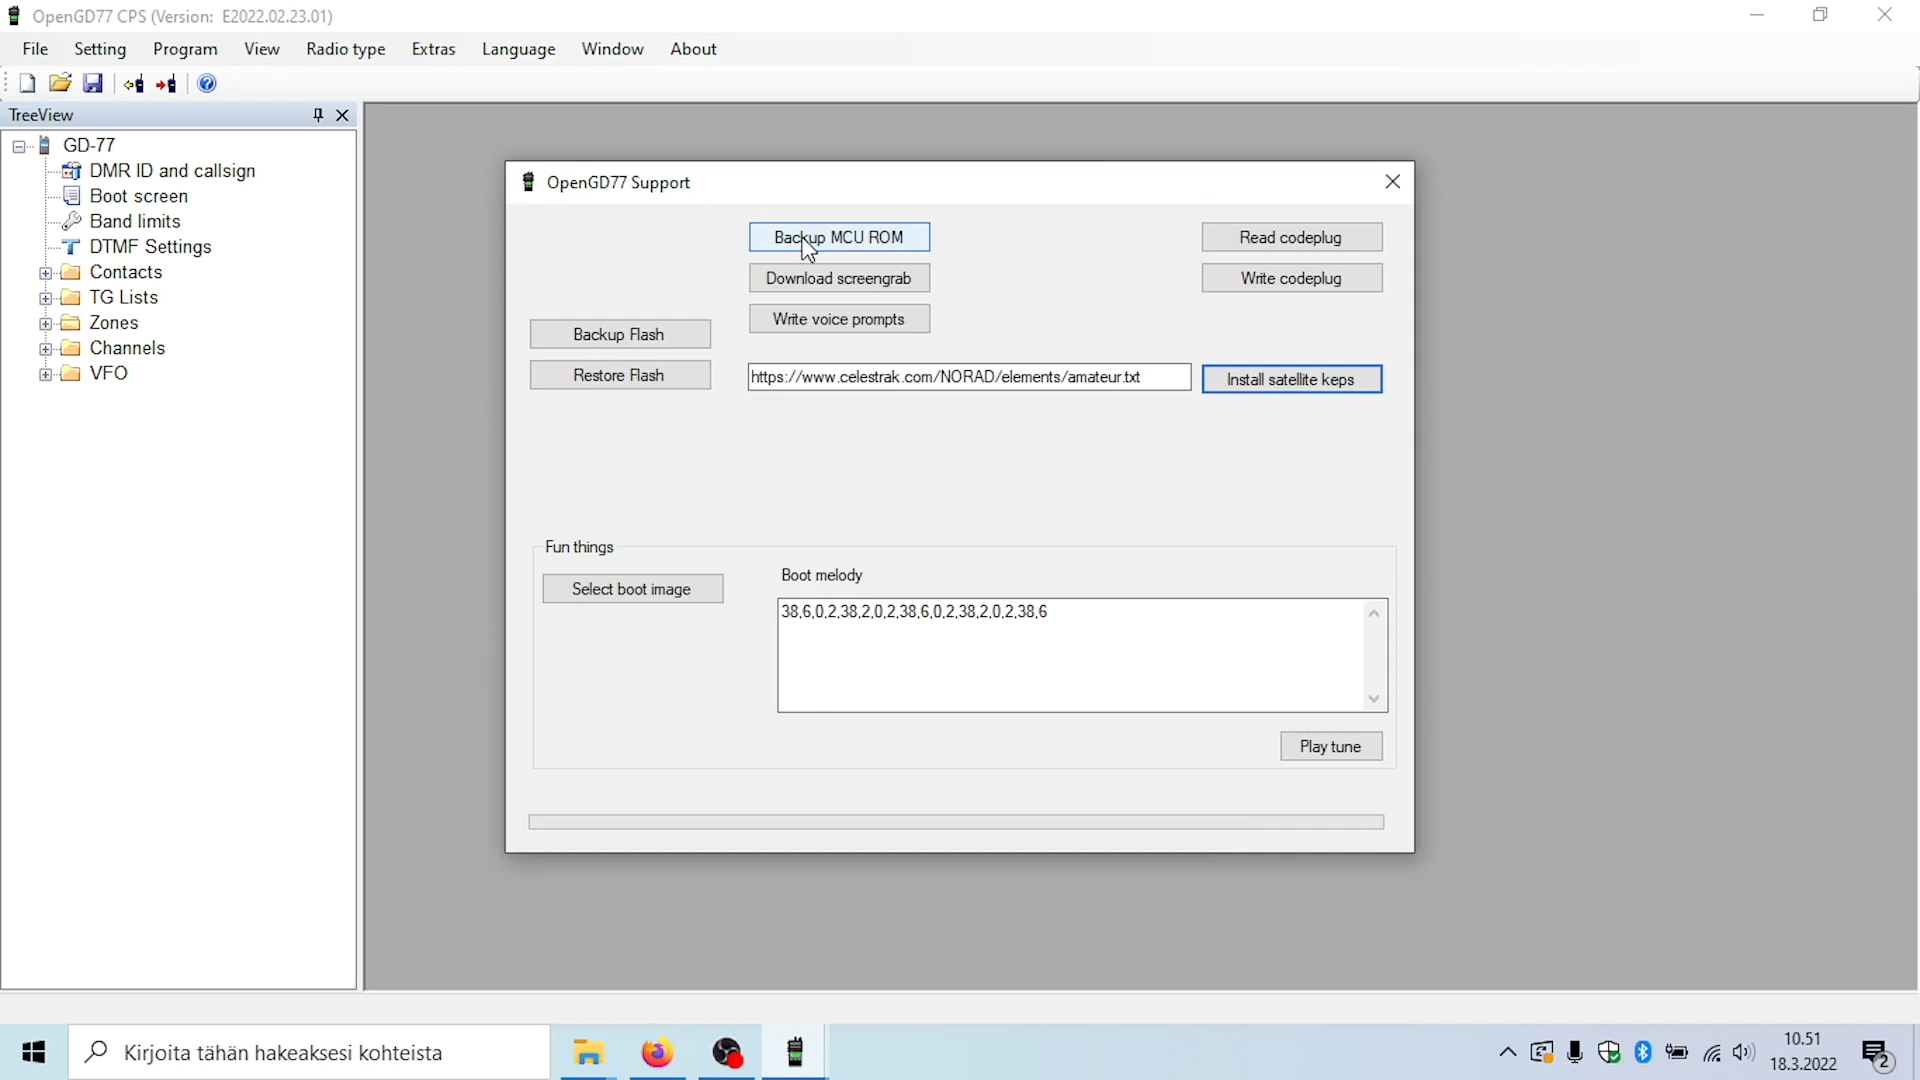 OpenGD77 CPS (Version: E2022.02.23.01)
File Setting Program View Radio type Extras Language Window About
TreeView
GD-77
DMR ID and callsign
Boot screen
Band limits
DTMF Settings
Contacts
TG Lists
Zones
Channels
VFO
OpenGD77 Support
Backup MCU ROM
Read codeplug
Download screengrab
Write codeplug
Write voice prompts
Backup Flash
Restore Flash
https://www.celestrak.com/NORAD/elements/amateur.txt
Install satellite keps
Fun things
Select boot image
Boot melody
38,6,0,2,38,2,0,2,38,6,0,2,38,2,0,2,38,6
Play tune
Kirjoita tähän hakeaksesi kohteista
10.51
18.3.2022
2